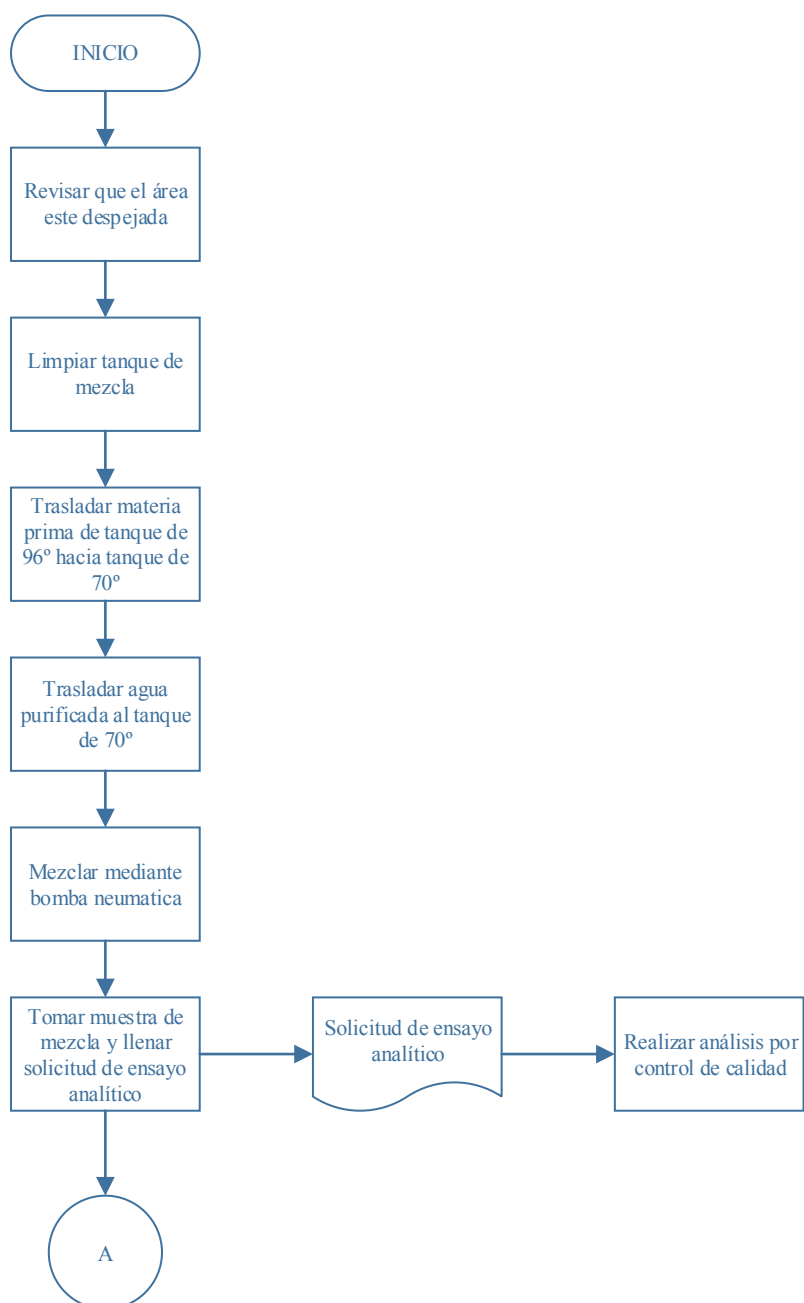 INICIO
Revisar que el área
este despejada
Limpiar tanque de
mezcla
Trasladar materia
prima de tanque de
96º hacia tanque de
70º
Trasladar agua
purificada al tanque
de 70º
Mezclar mediante
bomba neumatica
Tomar muestra de
mezcla y llenar
solicitud de ensayo
analítico
Solicitud de ensayo
analítico
Realizar análisis por
control de calidad
A